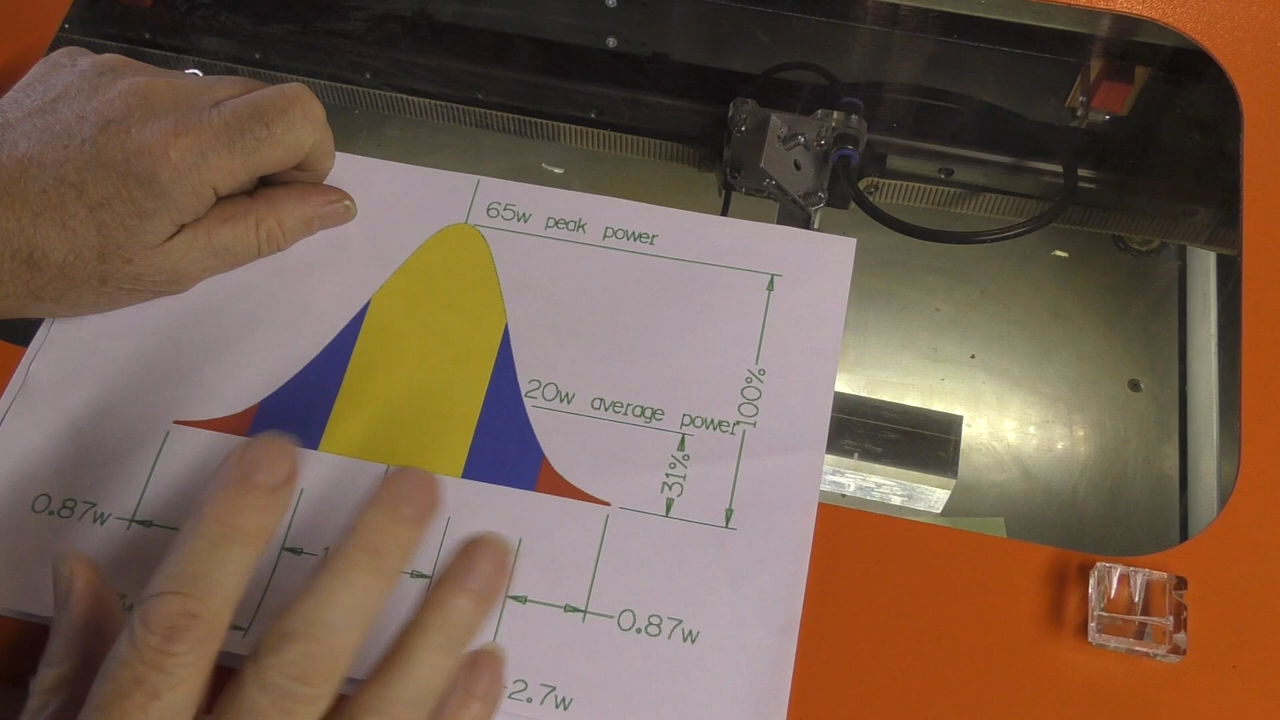 65w peak power
20w average power
100%
31%
0.87w
0.87w
2.7w